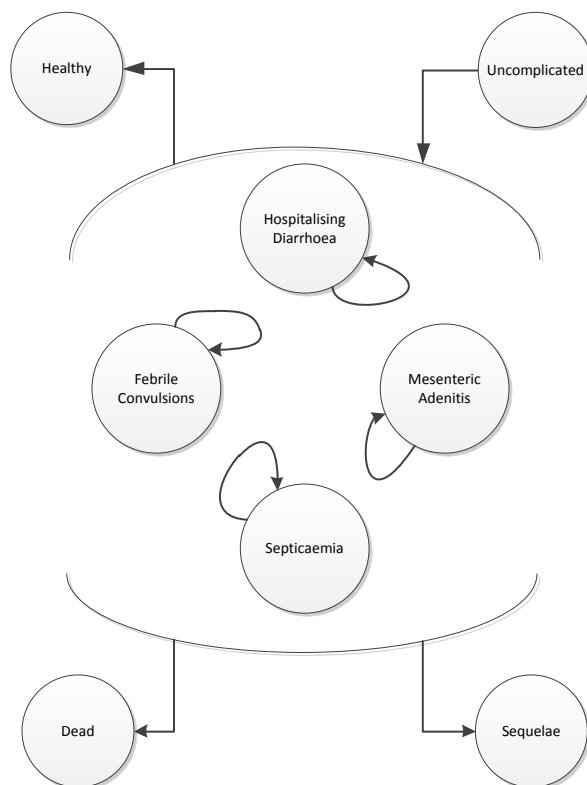 Healthy
Uncomplicated
Hospitalising
Diarrhoea
Febrile
Convulsions
Mesenteric
Adenitis
Septicaemia
Dead
Sequelae